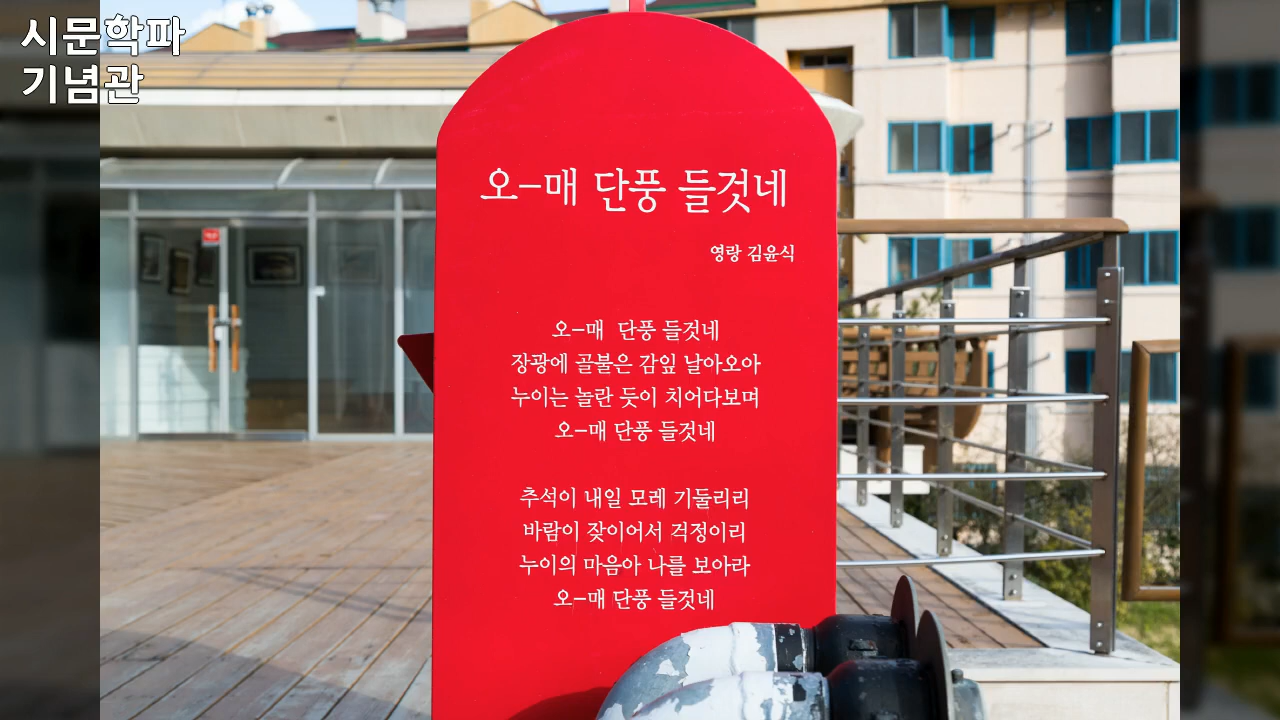 시문학파
기념관
오-매 단풍 들것네
영랑 김윤식
오-매 단풍 들것네
장광에 골불은 감잎 날아오아
누이는 놀란 듯이 치어다보며
오-매 단풍 들것네
추석이 내일 모레 기둘리리
바람이 잦이어서 걱정이리
누이의 마음아 나를 보아라
오-매 단풍 들것네